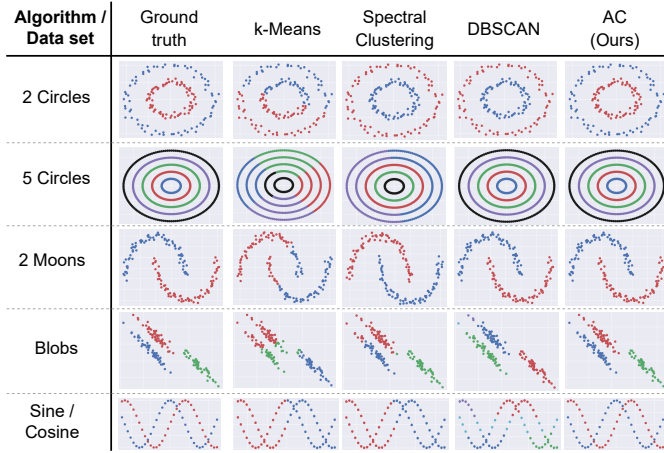 Algorithm / Data set
Ground truth
k-Means
Spectral Clustering
DBSCAN
AC (Ours)
2 Circles
5 Circles
2 Moons
Blobs
Sine / Cosine